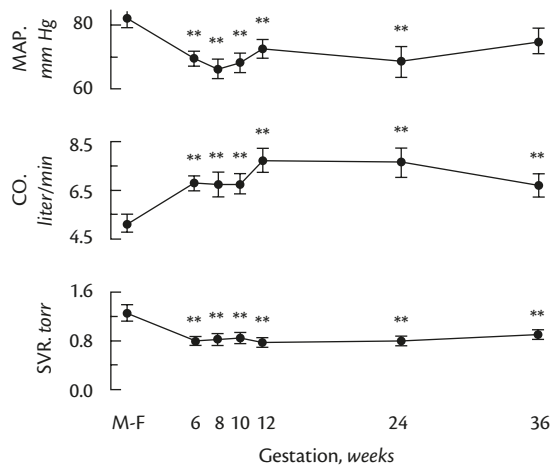 MAP.
mm Hg
80
60
** ** ** ** **
CO.
liter/min
8.5
6.5
4.5
** ** ** ** ** **
SVR. torr
1.6
0.8
0.0
** ** ** ** ** **
M-F 6 8 10 12 24 36
Gestation, weeks